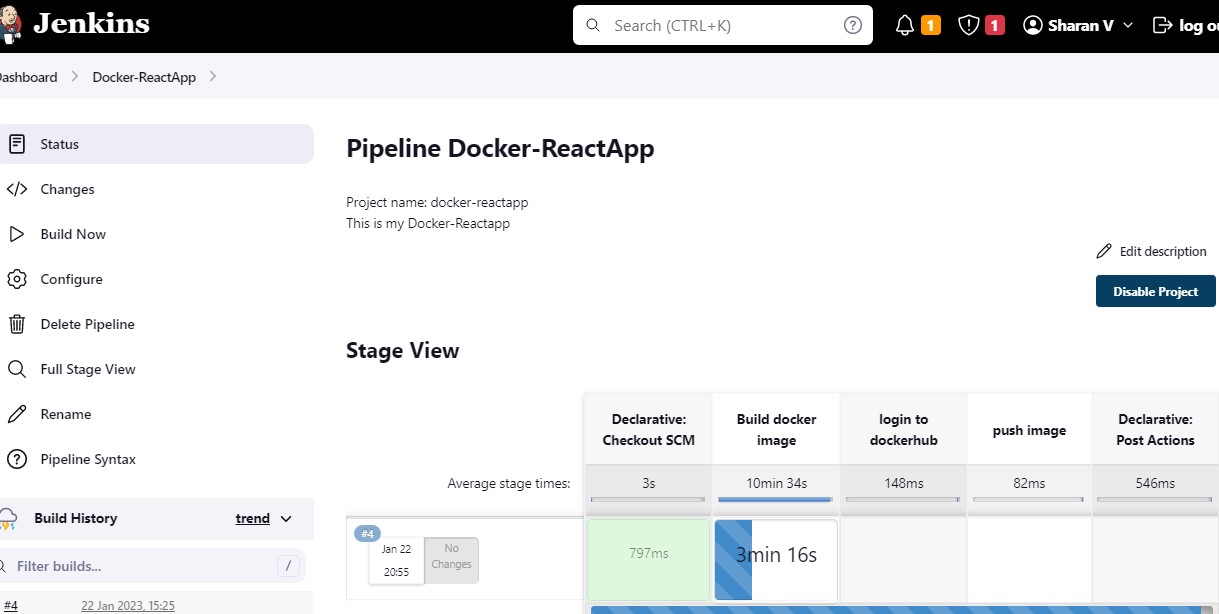 Jenkins
Search (CTRL+K)
?
1
1
Sharan V
log ou
Dashboard
Docker-ReactApp
Status
Changes
Build Now
Configure
Delete Pipeline
Full Stage View
Rename
Pipeline Syntax
Build History
trend
Filter builds...
/
#4
22 Jan 2023, 15:25
Pipeline Docker-ReactApp
Project name: docker-reactapp
This is my Docker-Reactapp
Edit description
Disable Project
Stage View
Declarative:
Checkout SCM
Build docker
image
login to
dockerhub
push image
Declarative:
Post Actions
Average stage times:
3s
10min 34s
148ms
82ms
546ms
#4
Jan 22
20:55
No
Changes
797ms
3min 16s